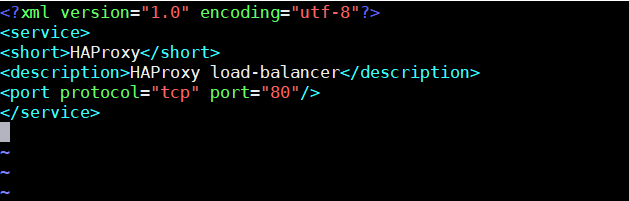 <?xml version="1.0" encoding="utf-8"?>
<service>
<short>HAProxy</short>
<description>HAProxy load-balancer</description>
<port protocol="tcp" port="80"/>
</service>
~
~
~